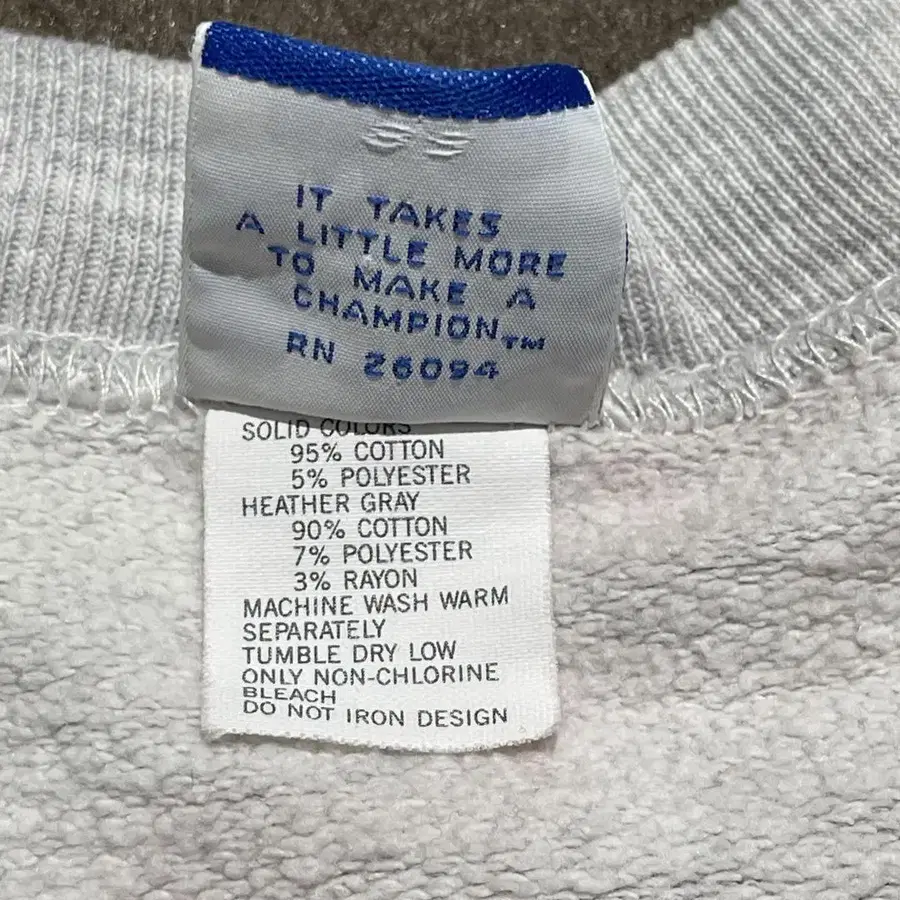 IT TAKES
A LITTLE MORE
TO MAKE A
CHAMPION™
RN 26094
SOLID COLORS
95% COTTON
5% POLYESTER
HEATHER GRAY
90% COTTON
7% POLYESTER
3% RAYON
MACHINE WASH WARM
SEPARATELY
TUMBLE DRY LOW
ONLY NON-CHLORINE
BLEACH
DO NOT IRON DESIGN